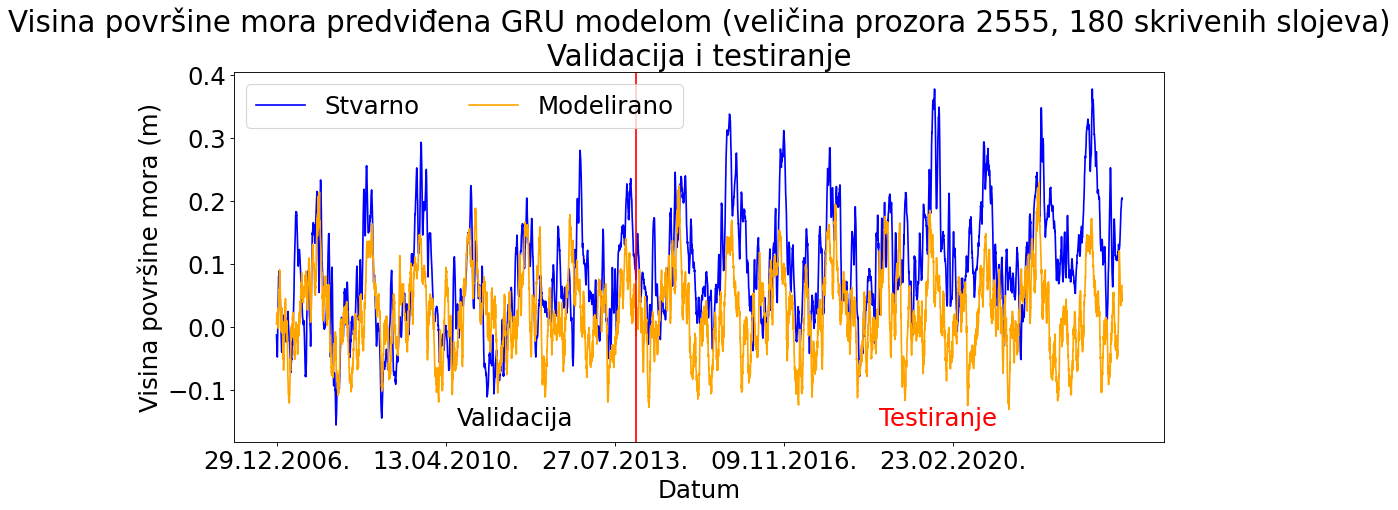 Visina površine mora predviđena GRU modelom (veličina prozora 2555, 180 skrivenih slojeva)
Validacija i testiranje
Stvarno
Modelirano
Visina površine mora (m)
0.4
0.3
0.2
0.1
0.0
−0.1
Validacija
Testiranje
29.12.2006.
13.04.2010.
27.07.2013.
09.11.2016.
23.02.2020.
Datum